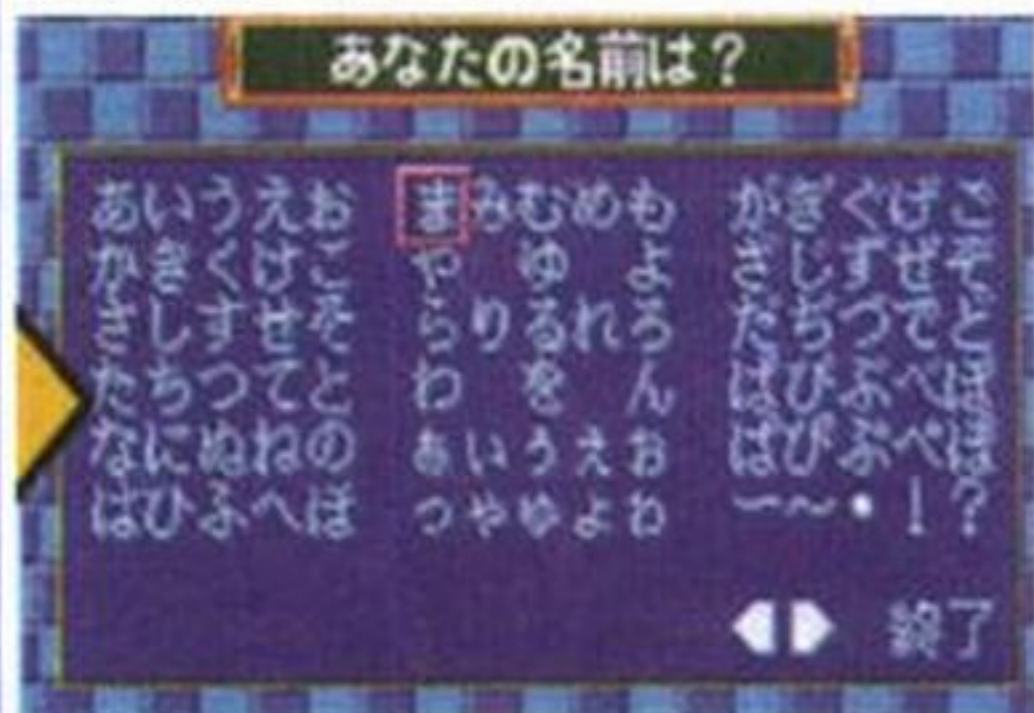 あなたの名前は？
あいうえお まみむめも がぎぐげご
かきくけこ や ゆ よ ざじずぜぞ
さしすせそ らりるれろ だぢづでど
たちつてと わ を ん ばびぶべぼ
なにぬねの ぁぃぅぇぉ ぱぴぷぺぽ
はひふへほ っゃゅょゎ ー～・！？
終了